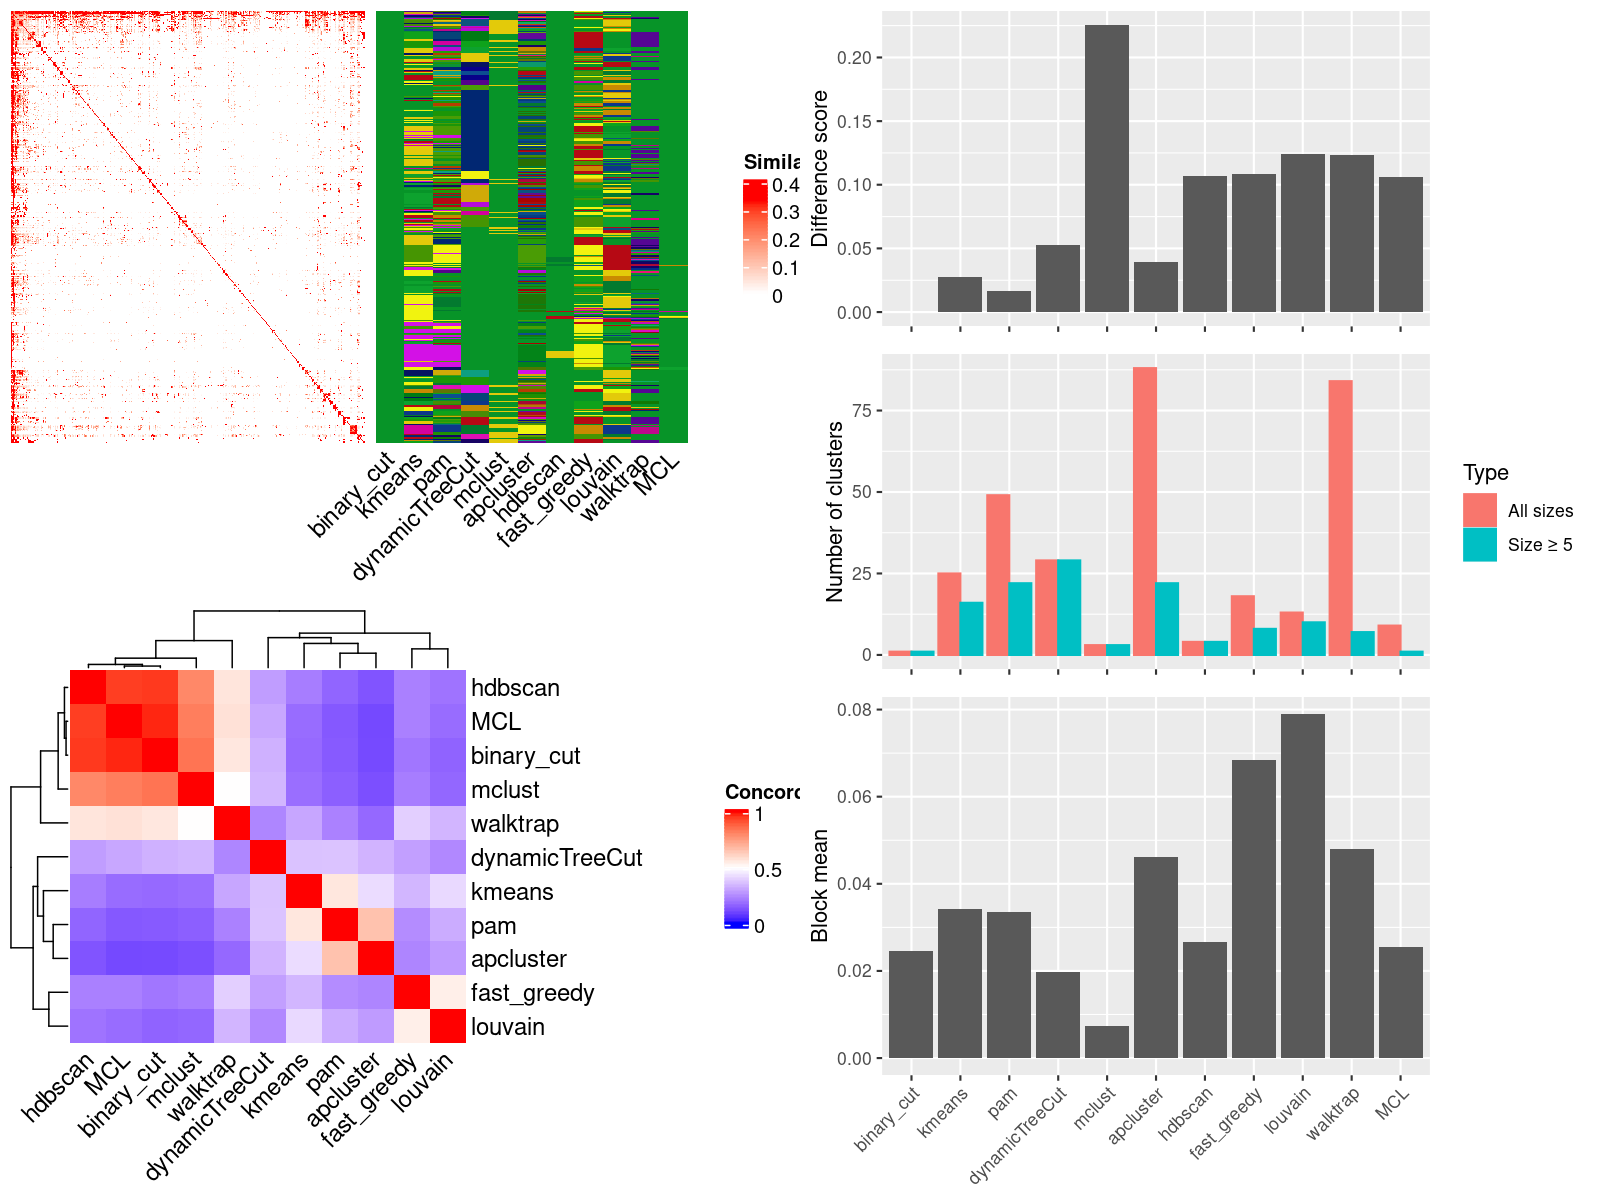 Simila
0.4
0.3
0.2
0.1
0
binary_cut
kmeans
pam
dynamicTreeCut
mclust
apcluster
hdbscan
fast_greedy
louvain
walktrap
MCL
hdbscan
MCL
binary_cut
mclust
walktrap
dynamicTreeCut
kmeans
pam
apcluster
fast_greedy
louvain
hdbscan
MCL
binary_cut
mclust
walktrap
dynamicTreeCut
kmeans
pam
apcluster
fast_greedy
louvain
Concord
1
0.5
0
Difference score
0.20
0.15
0.10
0.05
0.00
Number of clusters
75
50
25
0
Type
All sizes
Size ≥ 5
Block mean
0.08
0.06
0.04
0.02
0.00
binary_cut
kmeans
pam
dynamicTreeCut
mclust
apcluster
hdbscan
fast_greedy
louvain
walktrap
MCL